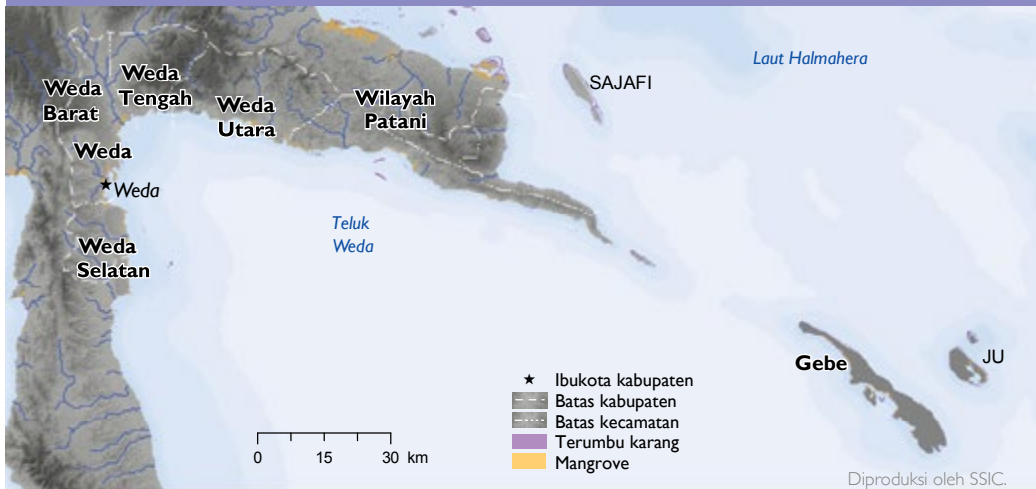 Laut Halmahera
SAJAFI
Weda
Tengah
Weda
Barat
Weda
Utara
Wilayah
Patani
Weda
Weda
Teluk
Weda
Weda
Selatan
Gebe
JU
Ibukota kabupaten
Batas kabupaten
Batas kecamatan
Terumbu karang
Mangrove
0 15 30 km
Diproduksi oleh SSIC.